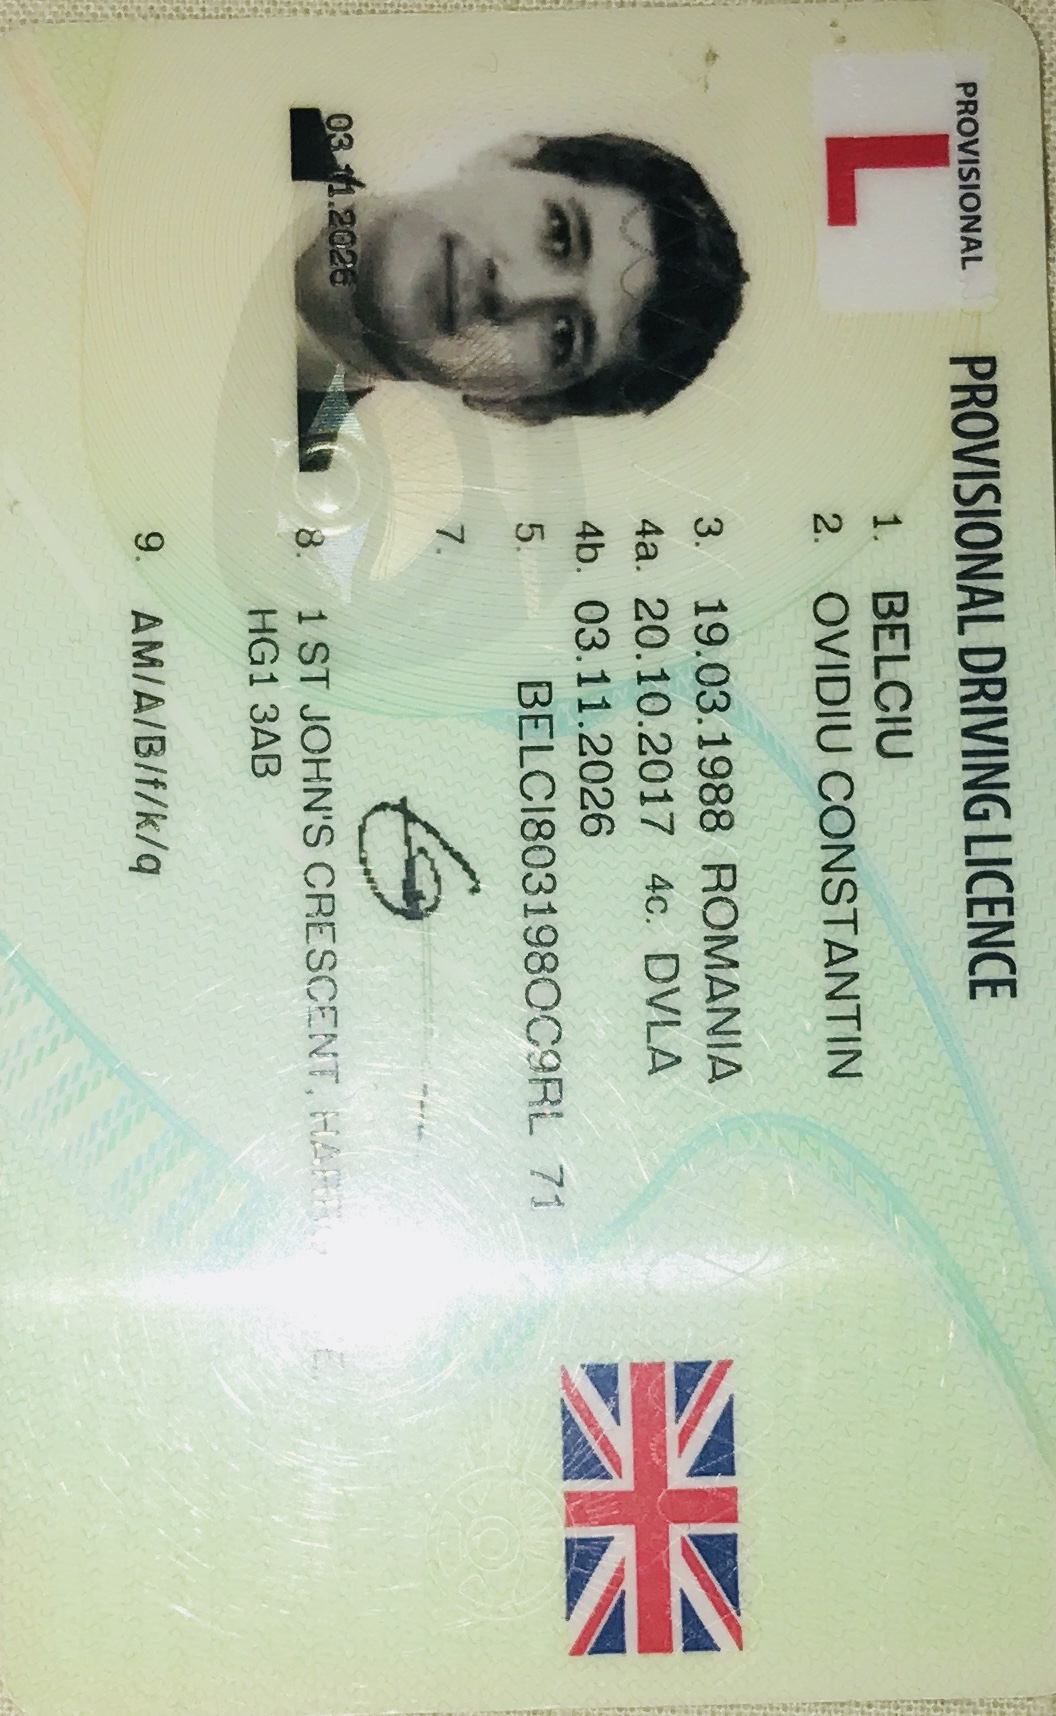 PROVISIONAL
L
PROVISIONAL DRIVING LICENCE
1. BELCIU
2. OVIDIU CONSTANTIN
3. 19.03.1988 ROMANIA
4a. 20.10.2017 4c. DVLA
4b. 03.11.2026
5. BELCI803198OC9RL 71
7.
8. 1 ST JOHN'S CRESCENT,
HG1 3AB
9. AM/A/B/f/k/q
03.11.2026